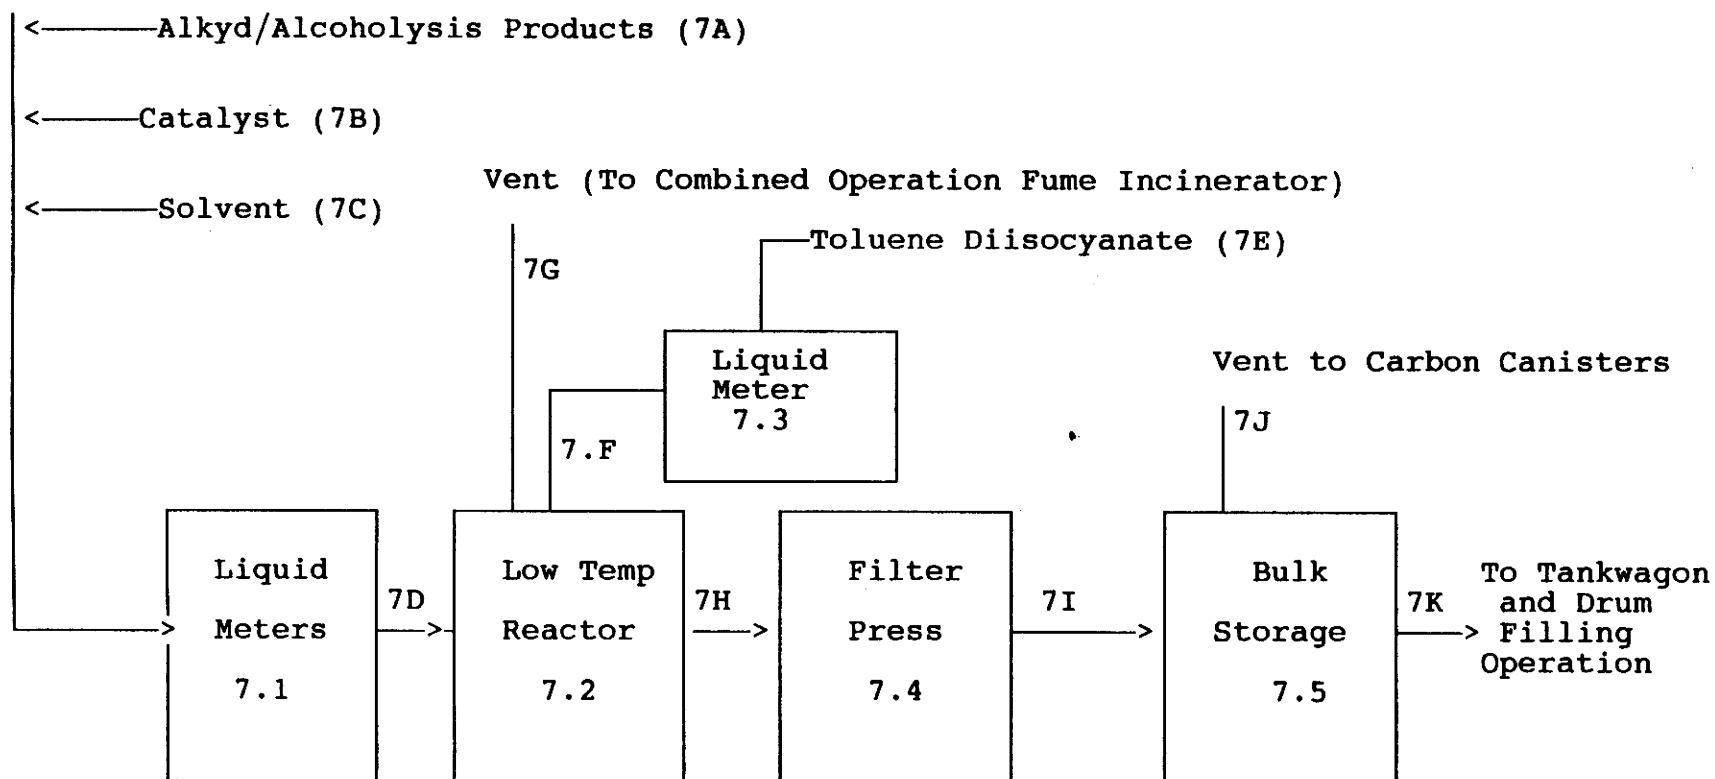 Alkyd/Alcoholysis Products (7A)
Catalyst (7B)
Solvent (7C)
Vent (To Combined Operation Fume Incinerator)
Toluene Diisocyanate (7E)
7G
Liquid
Meter
7.3
7.F
Vent to Carbon Canisters
7J
Liquid
Meters
7.1
7D
Low Temp
Reactor
7.2
7H
Filter
Press
7.4
7I
Bulk
Storage
7.5
7K
To Tankwagon
and Drum
Filling
Operation